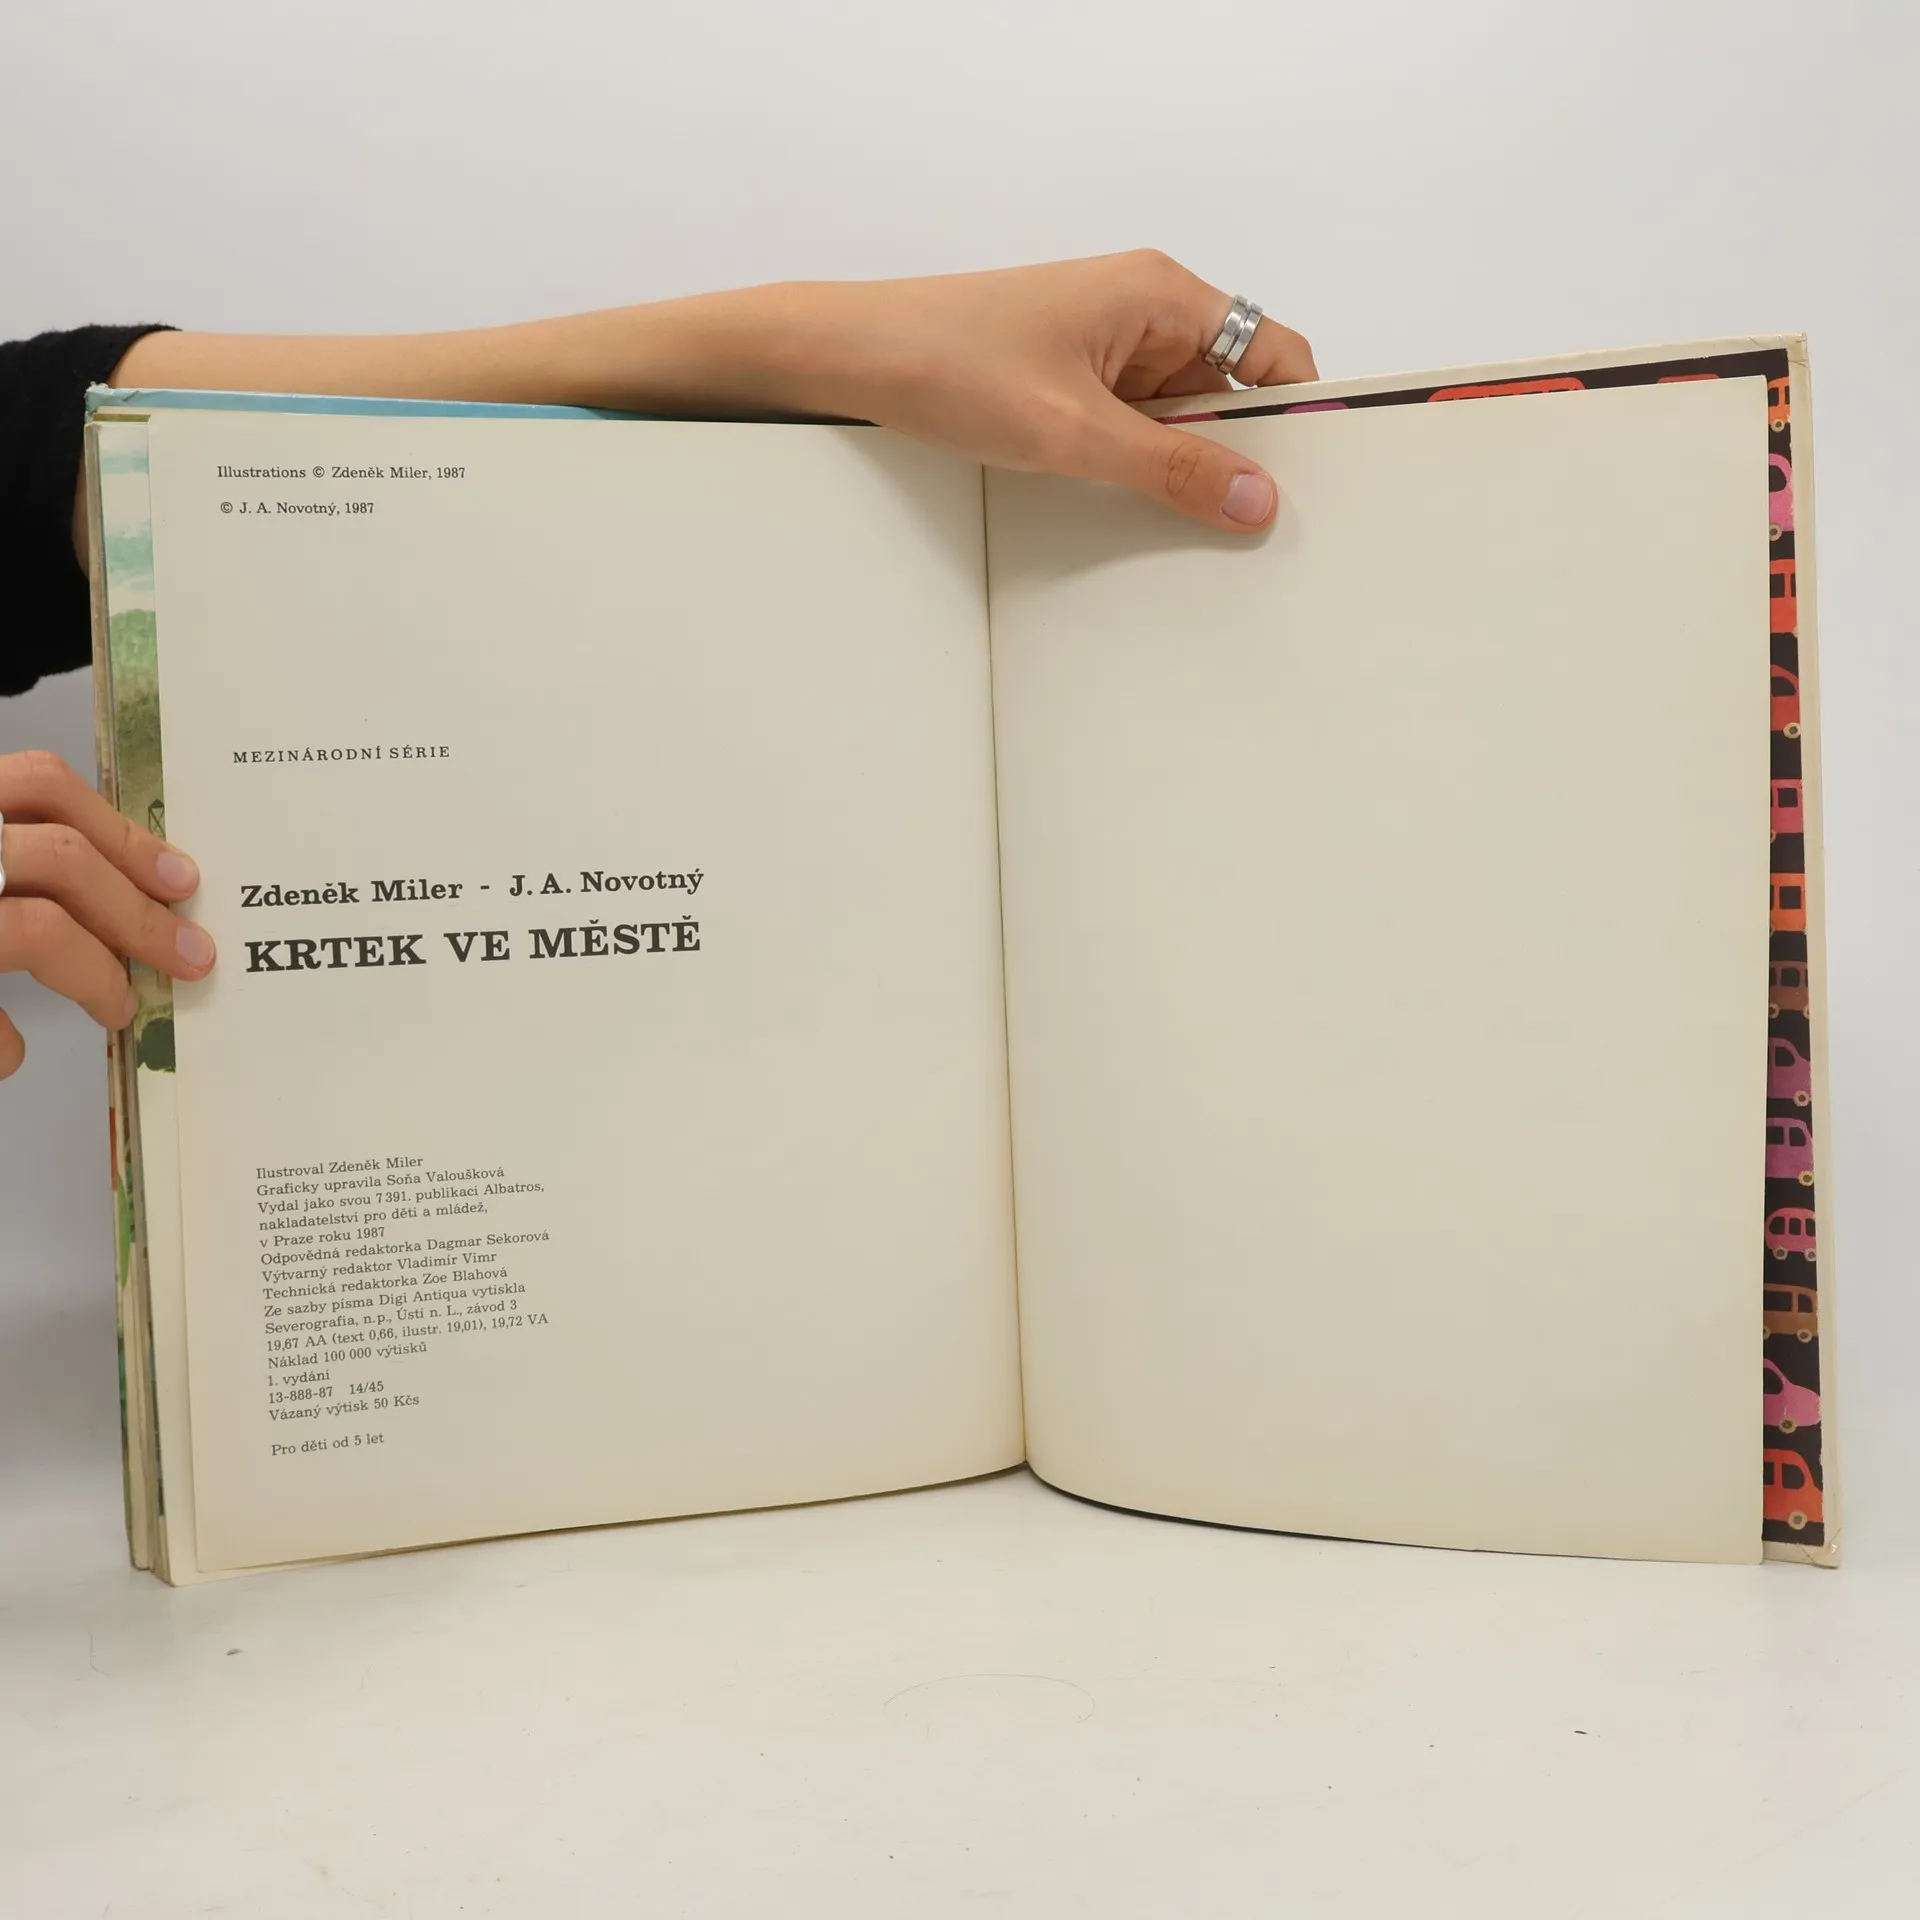 Illustrations © Zdeněk Miler, 1987
© J. A. Novotný, 1987
MEZINÁRODNÍ SÉRIE
Zdeněk Miler - J. A. Novotný
KRTEK VE MĚSTĚ
Ilustroval Zdeněk Miler
Graficky upravila Soňa Valoušková
Vydal jako svou 7 391. publikaci Albatros,
nakladatelství pro děti a mládež,
v Praze roku 1987
Odpovědná redaktorka Dagmar Sekorová
Výtvarný redaktor Vladimír Vimr
Technická redaktorka Zoe Blahová
Ze sazby písma Digi Antiqua vytiskla
Severografia, n. p., Ústí n. L., závod 3
19,67 AA (text 0,66, ilustr. 19,01), 19,72 VA
Náklad 100 000 výtisků
1. vydání
13-888-87 14/45
Vázaný výtisk 50 Kčs
Pro děti od 5 let